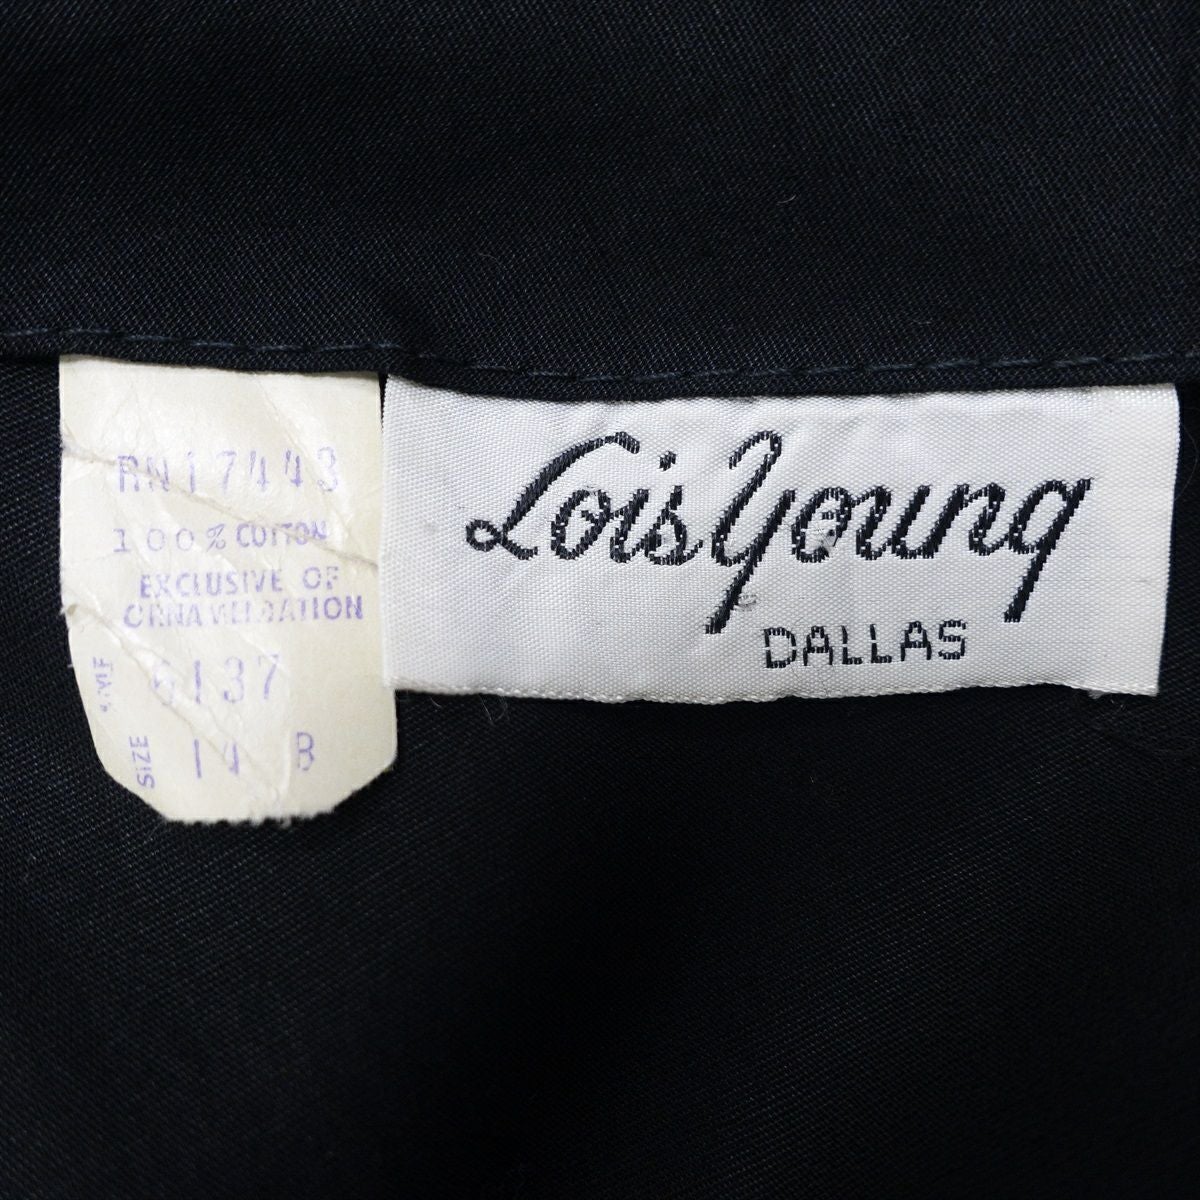 RN17443
100% COTTON
EXCLUSIVE OF
ORNAMENTATION
6137
SIZE 14 B
Lois Young
DALLAS